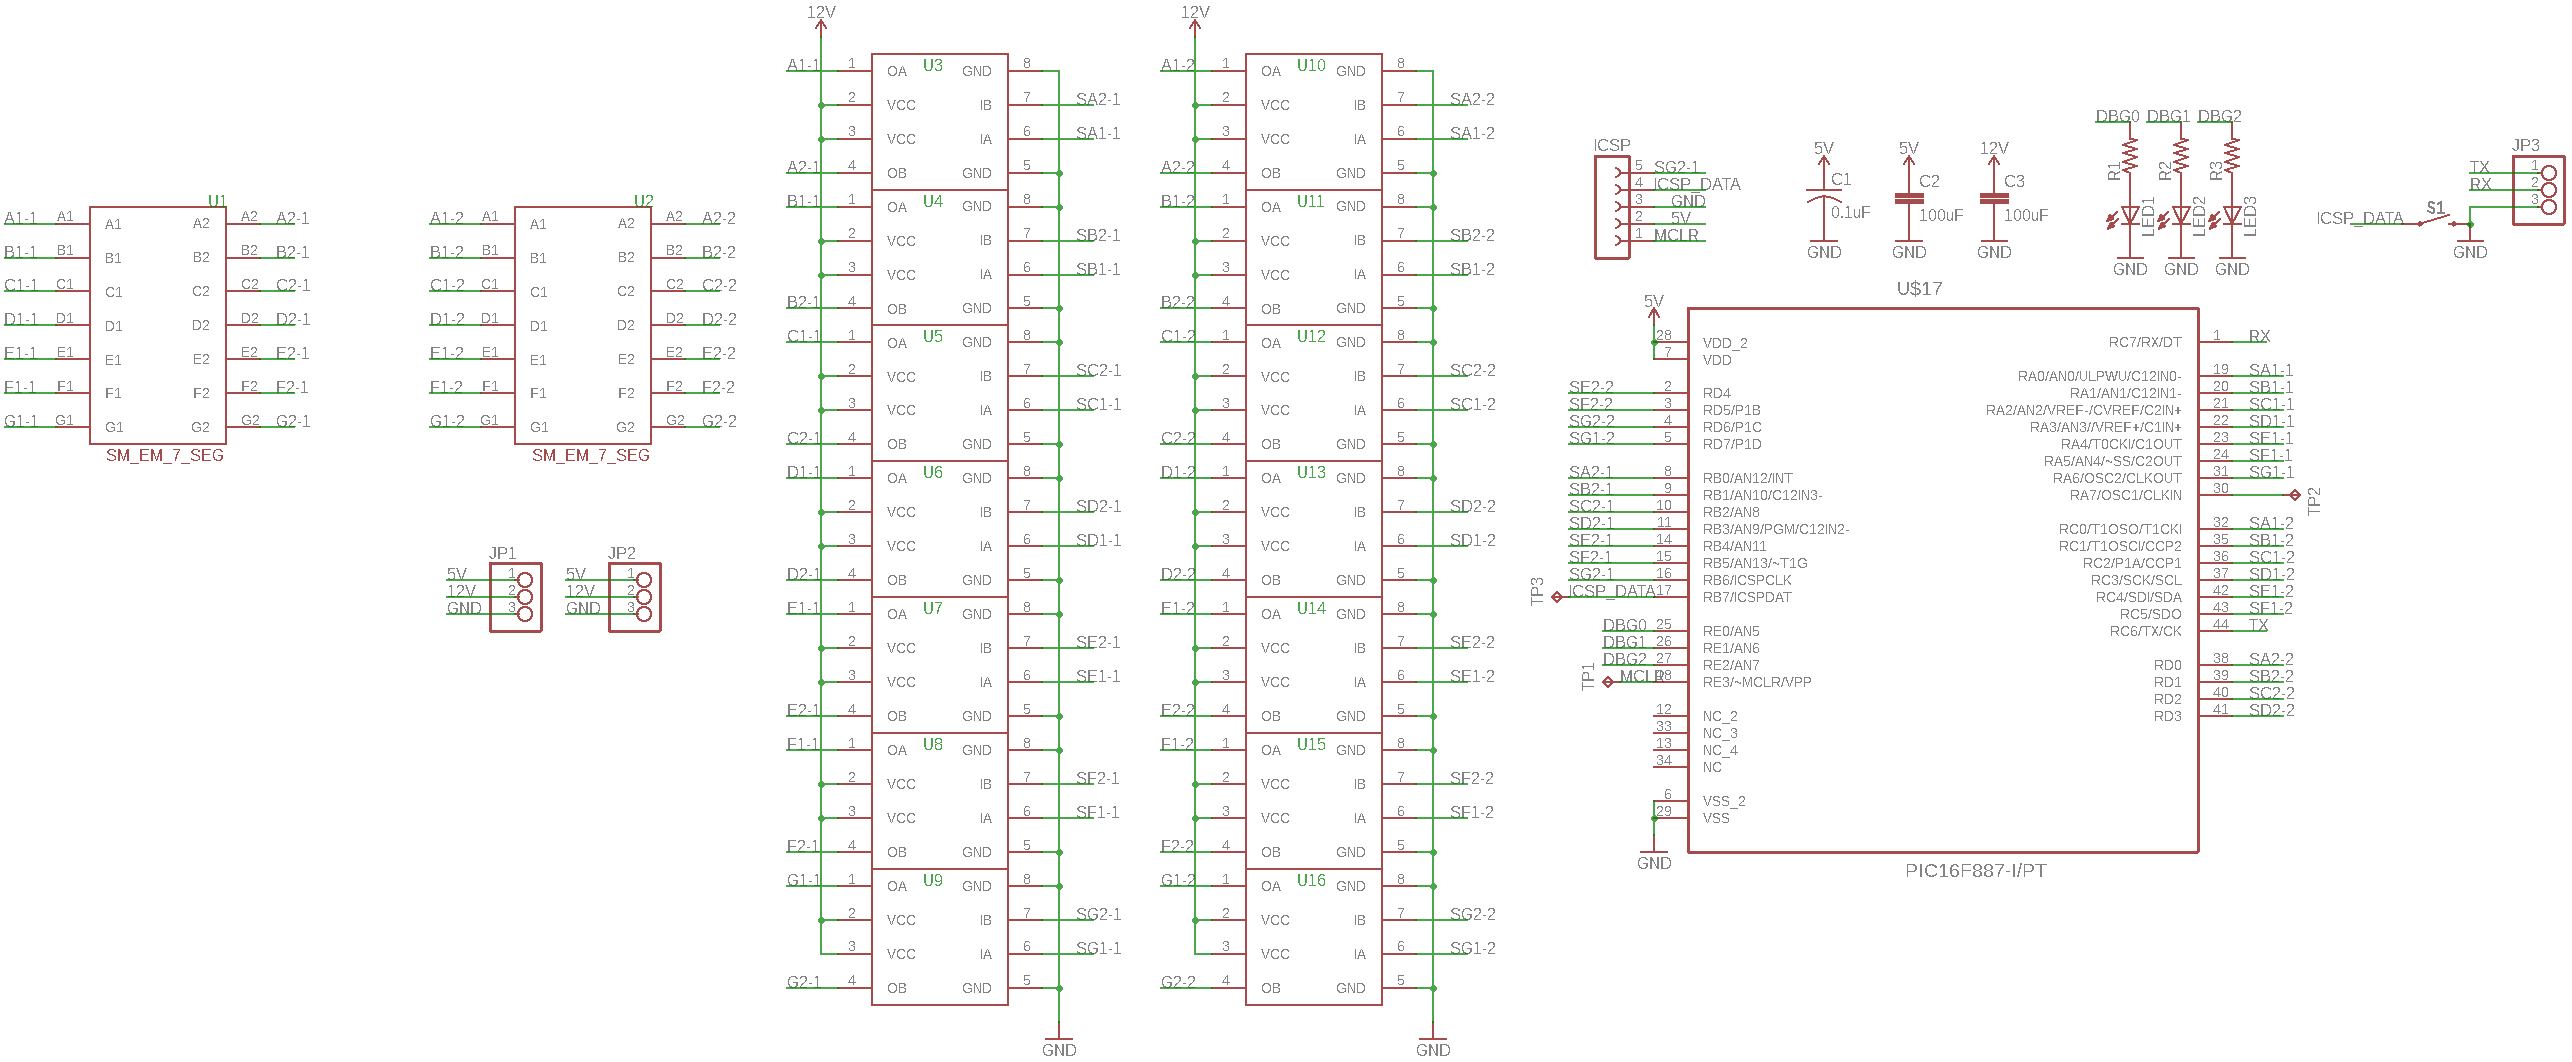 U1
A1-1 A1 A1 A2 A2 A2-1
B1-1 B1 B1 B2 B2 B2-1
C1-1 C1 C1 C2 C2 C2-1
D1-1 D1 D1 D2 D2 D2-1
E1-1 E1 E1 E2 E2 E2-1
F1-1 F1 F1 F2 F2 F2-1
G1-1 G1 G1 G2 G2 G2-1
SM_EM_7_SEG
U2
A1-2 A1 A1 A2 A2 A2-2
B1-2 B1 B1 B2 B2 B2-2
C1-2 C1 C1 C2 C2 C2-2
D1-2 D1 D1 D2 D2 D2-2
E1-2 E1 E1 E2 E2 E2-2
F1-2 F1 F1 F2 F2 F2-2
G1-2 G1 G1 G2 G2 G2-2
SM_EM_7_SEG
JP1
5V 1
12V 2
GND 3
JP2
5V 1
12V 2
GND 3
12V
A1-1 1 OA U3 GND 8
2 VCC IB 7 SA2-1
3 VCC IA 6 SA1-1
A2-1 4 OB GND 5
B1-1 1 OA U4 GND 8
2 VCC IB 7 SB2-1
3 VCC IA 6 SB1-1
B2-1 4 OB GND 5
C1-1 1 OA U5 GND 8
2 VCC IB 7 SC2-1
3 VCC IA 6 SC1-1
C2-1 4 OB GND 5
D1-1 1 OA U6 GND 8
2 VCC IB 7 SD2-1
3 VCC IA 6 SD1-1
D2-1 4 OB GND 5
E1-1 1 OA U7 GND 8
2 VCC IB 7 SE2-1
3 VCC IA 6 SE1-1
E2-1 4 OB GND 5
F1-1 1 OA U8 GND 8
2 VCC IB 7 SF2-1
3 VCC IA 6 SF1-1
F2-1 4 OB GND 5
G1-1 1 OA U9 GND 8
2 VCC IB 7 SG2-1
3 VCC IA 6 SG1-1
G2-1 4 OB GND 5
GND
12V
A1-2 1 OA U10 GND 8
2 VCC IB 7 SA2-2
3 VCC IA 6 SA1-2
A2-2 4 OB GND 5
B1-2 1 OA U11 GND 8
2 VCC IB 7 SB2-2
3 VCC IA 6 SB1-2
B2-2 4 OB GND 5
C1-2 1 OA U12 GND 8
2 VCC IB 7 SC2-2
3 VCC IA 6 SC1-2
C2-2 4 OB GND 5
D1-2 1 OA U13 GND 8
2 VCC IB 7 SD2-2
3 VCC IA 6 SD1-2
D2-2 4 OB GND 5
E1-2 1 OA U14 GND 8
2 VCC IB 7 SE2-2
3 VCC IA 6 SE1-2
E2-2 4 OB GND 5
F1-2 1 OA U15 GND 8
2 VCC IB 7 SF2-2
3 VCC IA 6 SF1-2
F2-2 4 OB GND 5
G1-2 1 OA U16 GND 8
2 VCC IB 7 SG2-2
3 VCC IA 6 SG1-2
G2-2 4 OB GND 5
GND
ICSP
5 SG2-1
4 ICSP_DATA
3 GND
2 5V
1 MCLR
5V
C1
0.1uF
GND
5V
C2
100uF
GND
12V
C3
100uF
GND
DBG0 DBG1 DBG2
R1 R2 R3
LED1 LED2 LED3
GND GND GND
JP3
TX 1
RX 2
3
ICSP_DATA S1
GND
U$17
5V
28 VDD_2
7 VDD
SE2-2 2 RD4
SF2-2 3 RD5/P1B
SG2-2 4 RD6/P1C
SG1-2 5 RD7/P1D
SA2-1 8 RB0/AN12/INT
SB2-1 9 RB1/AN10/C12IN3-
SC2-1 10 RB2/AN8
SD2-1 11 RB3/AN9/PGM/C12IN2-
SE2-1 14 RB4/AN11
SF2-1 15 RB5/AN13/~T1G
SG2-1 16 RB6/ICSPCLK
TP3 ICSP_DATA 17 RB7/ICSPDAT
DBG0 25 RE0/AN5
DBG1 26 RE1/AN6
DBG2 27 RE2/AN7
TP1 MCLR 18 RE3/~MCLR/VPP
12 NC_2
33 NC_3
13 NC_4
34 NC
6 VSS_2
29 VSS
GND
RC7/RX/DT 1 RX
RA0/AN0/ULPWU/C12IN0- 19 SA1-1
RA1/AN1/C12IN1- 20 SB1-1
RA2/AN2/VREF-/CVREF/C2IN+ 21 SC1-1
RA3/AN3//VREF+/C1IN+ 22 SD1-1
RA4/T0CKI/C1OUT 23 SE1-1
RA5/AN4/~SS/C2OUT 24 SF1-1
RA6/OSC2/CLKOUT 31 SG1-1
RA7/OSC1/CLKIN 30 TP2
RC0/T1OSO/T1CKI 32 SA1-2
RC1/T1OSCI/CCP2 35 SB1-2
RC2/P1A/CCP1 36 SC1-2
RC3/SCK/SCL 37 SD1-2
RC4/SDI/SDA 42 SE1-2
RC5/SDO 43 SF1-2
RC6/TX/CK 44 TX
RD0 38 SA2-2
RD1 39 SB2-2
RD2 40 SC2-2
RD3 41 SD2-2
PIC16F887-I/PT